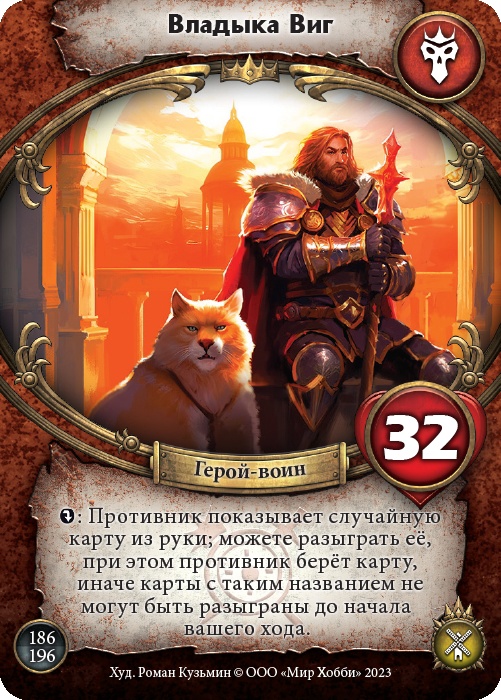 Владыка Виг
32
Герой-воин
: Противник показывает случайную
карту из руки; можете разыграть её,
при этом противник берёт карту,
иначе карты с таким названием не
могут быть разыграны до начала
вашего хода.
186
196
Худ. Роман Кузьмин © ООО «Мир Хобби» 2023